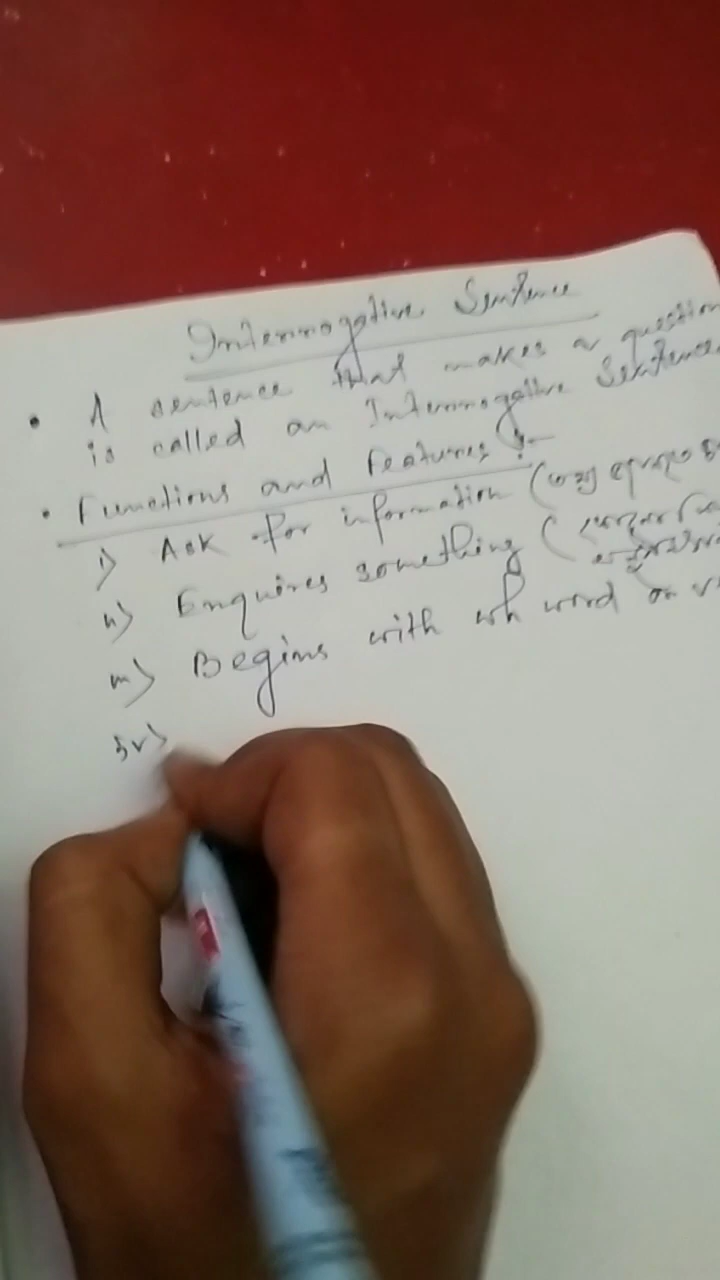 Interrogative Sentence
• A sentence that makes a question
is called an Interrogative Sentence
• Functions and Features :-
i) Ask for information (তথ্য
ii) Enquires something (
iii) Begins with wh word or
iv)